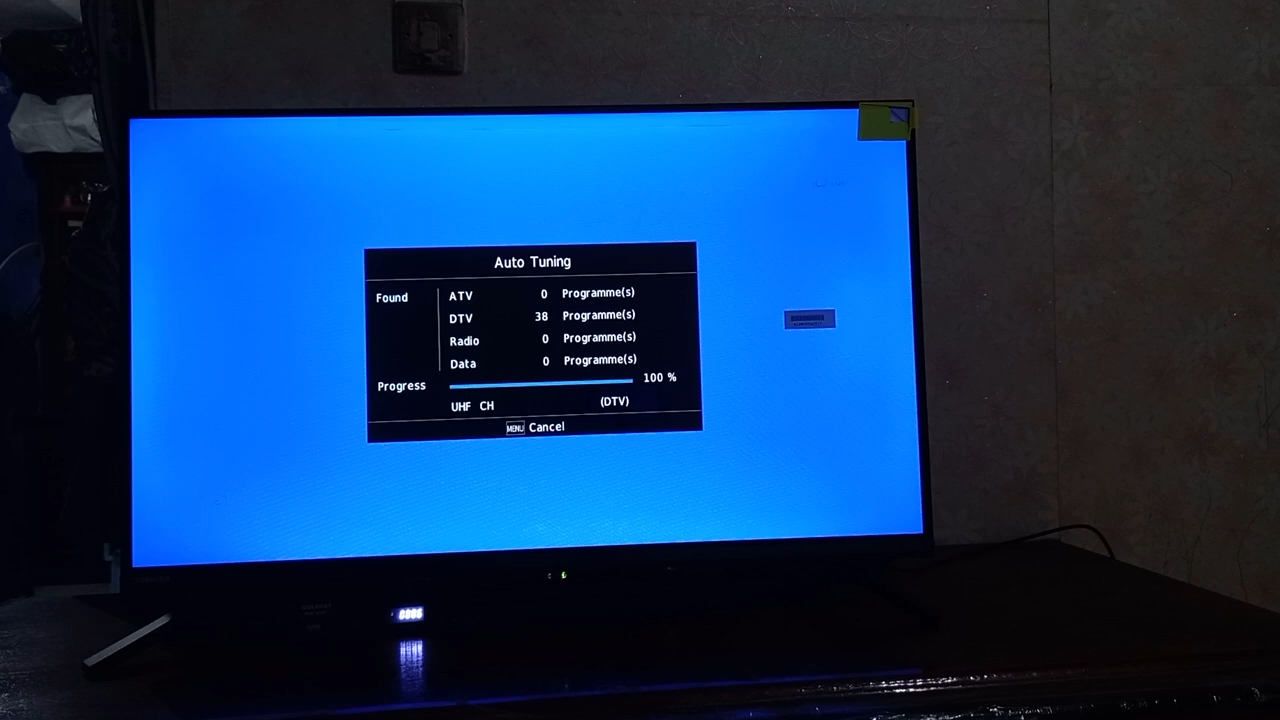 Auto Tuning
Found
ATV 0 Programme(s)
DTV 38 Programme(s)
Radio 0 Programme(s)
Data 0 Programme(s)
Progress 100 %
UHF CH (DTV)
MENU Cancel
0006